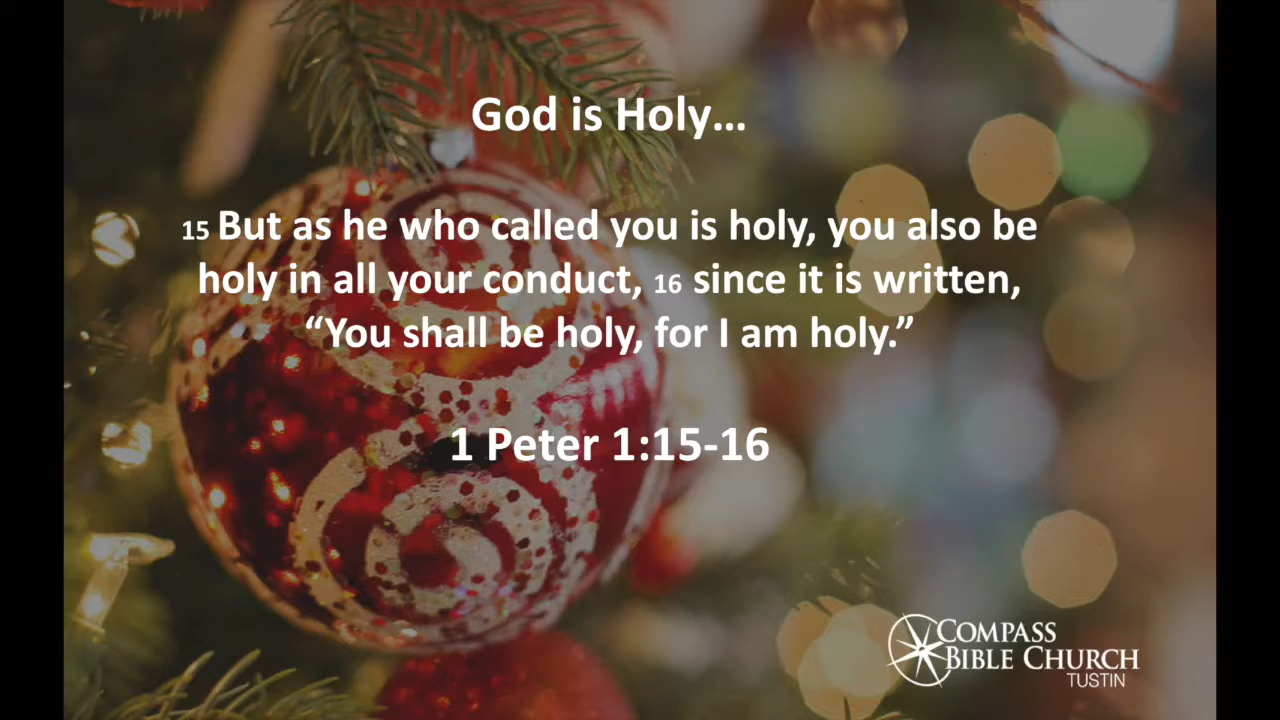 God is Holy…
15 But as he who called you is holy, you also be
holy in all your conduct, 16 since it is written,
“You shall be holy, for I am holy.”
1 Peter 1:15-16
COMPASS
BIBLE CHURCH
TUSTIN